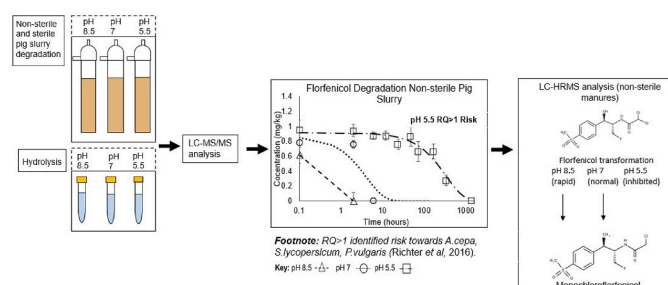 Non-sterile
and sterile
pig slurry
degradation
pH
8.5
pH
7
pH
5.5
Hydrolysis
pH
8.5
pH
7
pH
5.5
LC-MS/MS
analysis
Florfenicol Degradation Non-sterile Pig
Slurry
Cocentration (mg/kg)
1.4
1.2
1
0.8
0.6
0.4
0.2
0
pH 5.5 RQ>1 Risk
0.1
1
10
100
1000
Time (hours)
Footnote: RQ>1 identified risk towards A.cepa,
S.lycopersicum, P.vulgaris (Richter et al, 2016).
Key: pH 8.5 pH 7 pH 5.5
LC-HRMS analysis (non-sterile
manures)
Florfenicol transformation
pH 8.5 pH 7 pH 5.5
(rapid) (normal) (inhibited)
Monochlorflorfenicol